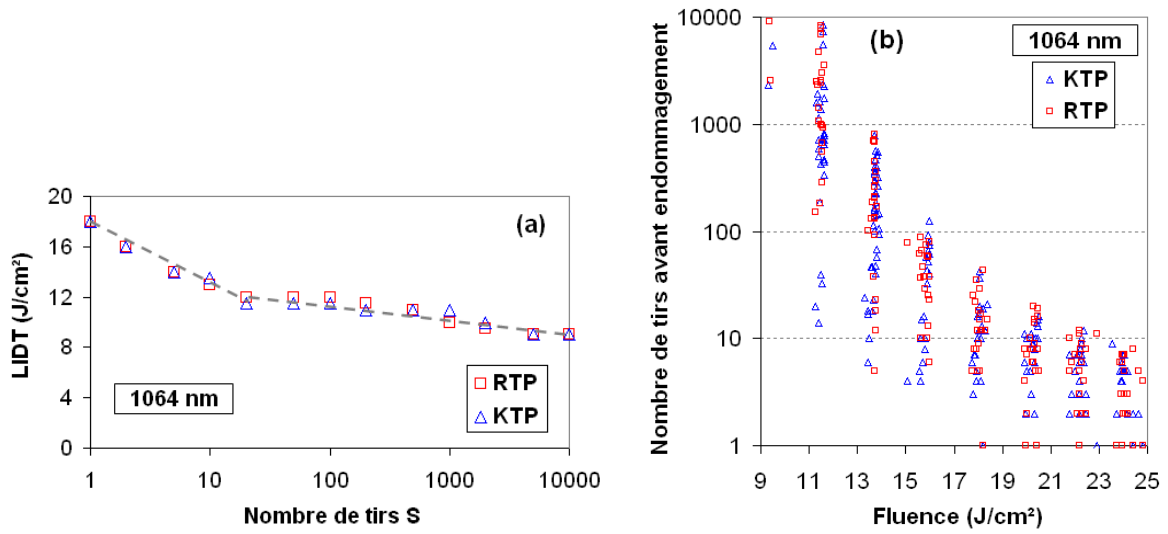 20
16
12
8
4
0
LIDT (J/cm²)
(a)
1064 nm
RTP
KTP
1
10
100
1000
10000
Nombre de tirs S
10000
1000
100
10
1
Nombre de tirs avant endommagement
(b)
1064 nm
KTP
RTP
9
11
13
15
17
19
21
23
25
Fluence (J/cm²)